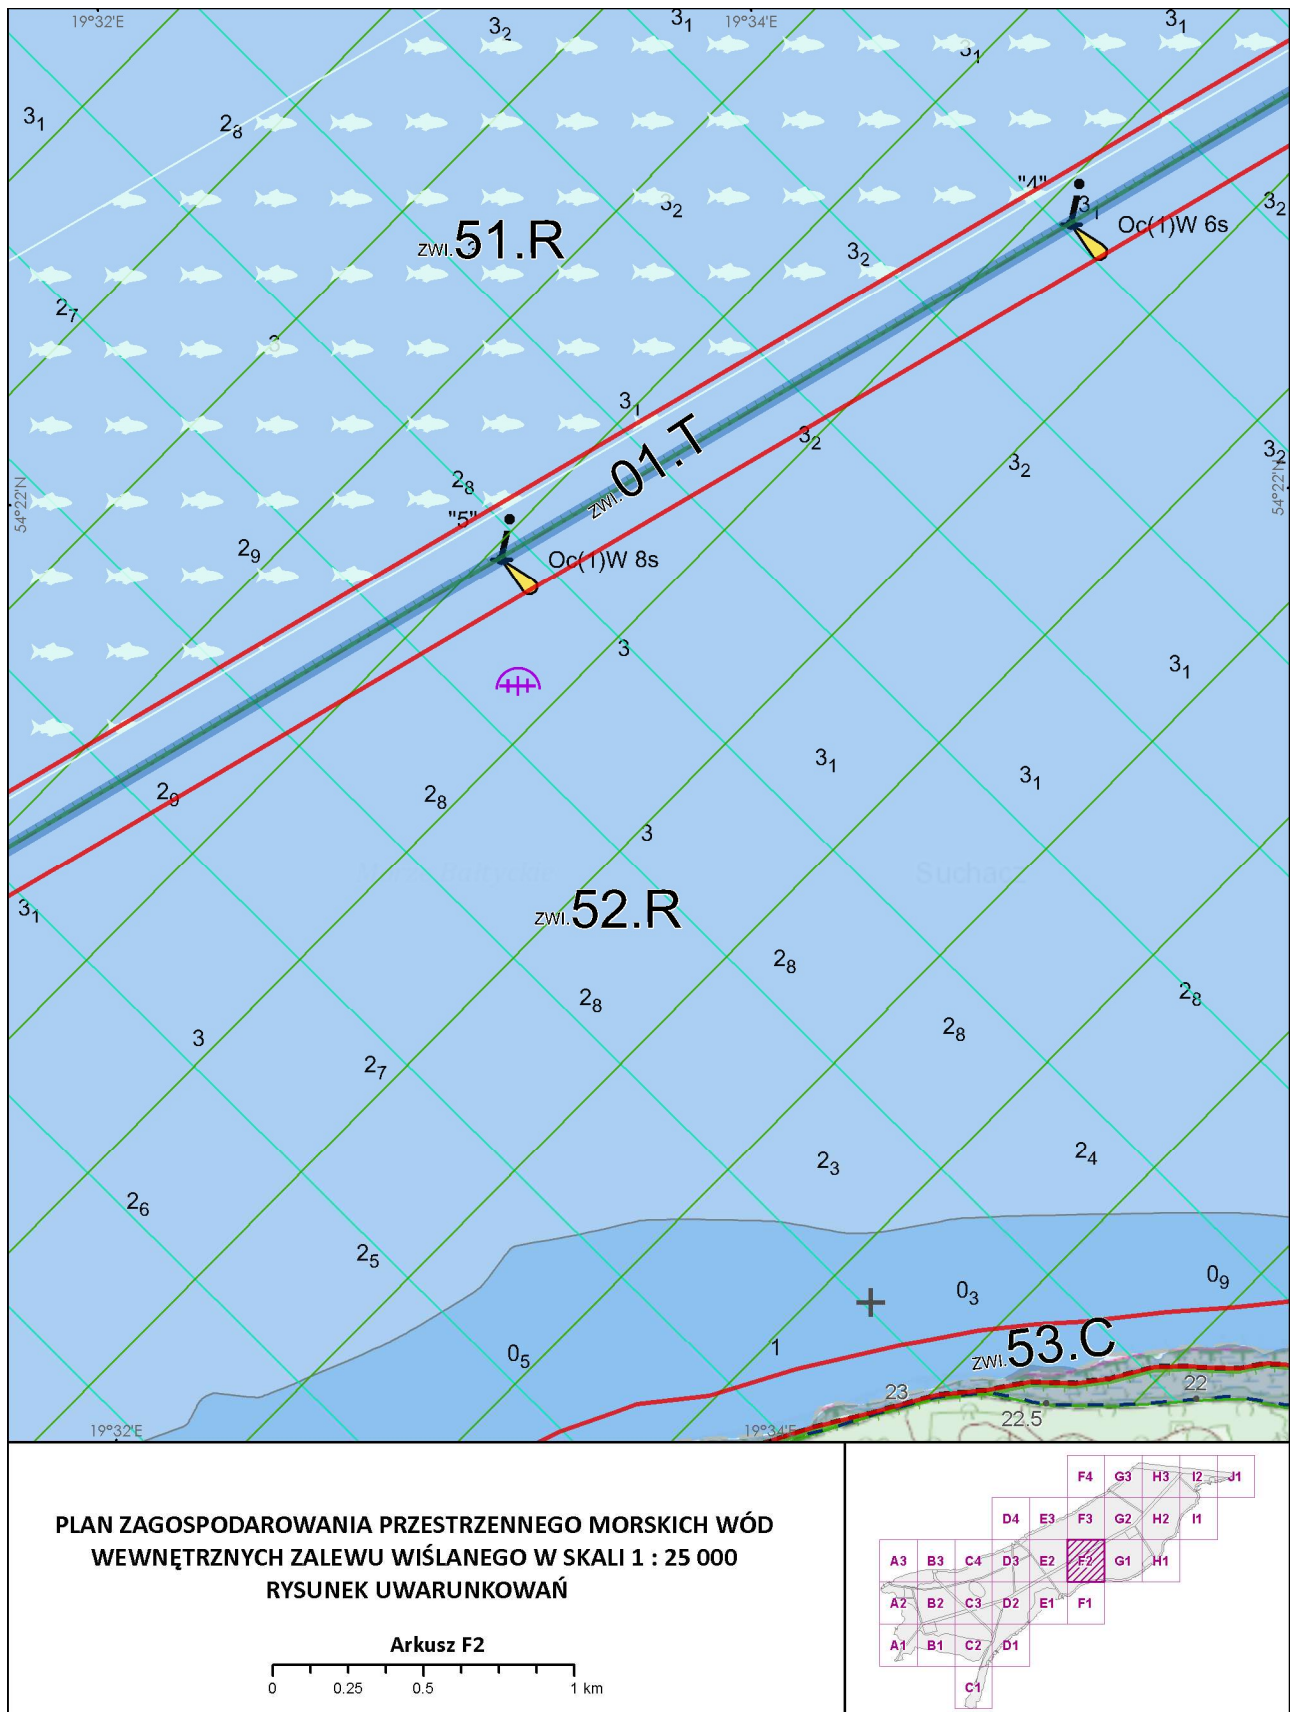 19°32'E
3₂
3₁
19°34'E
3₁
3₁
3₁
2₈
3₂
"4"
3₁
3₂
Oc(1)W 6s
ZWI.51.R
3₂
2₇
3
3₁
ZWI.01.T
3₂
3₂
3₂
54°22'N
54°22'N
2₈
"5"
2₉
Oc(1)W 8s
3
3₁
2₉
2₈
3₁
3₁
3
Suchacz
3₁
ZWI.52.R
2₈
2₈
2₈
3
2₈
2₇
2₃
2₄
2₆
2₅
0₉
0₃
0₅
1
ZWI.53.C
23
22
22.5
19°32'E
19°34'E
PLAN ZAGOSPODAROWANIA PRZESTRZENNEGO MORSKICH WÓD
WEWNĘTRZNYCH ZALEWU WIŚLANEGO W SKALI 1 : 25 000
RYSUNEK UWARUNKOWAŃ
Arkusz F2
0 0.25 0.5 1 km
F4 G3 H3 I2 J1
D4 E3 F3 G2 H2 I1
A3 B3 C4 D3 E2 F2 G1 H1
A2 B2 C3 D2 E1 F1
A1 B1 C2 D1
C1